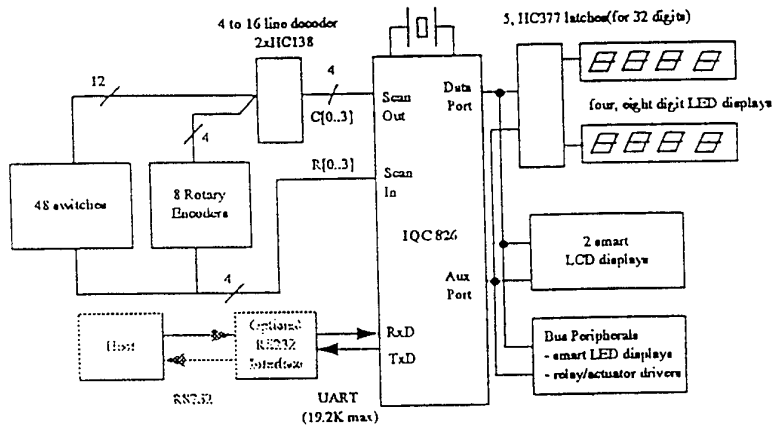 4 to 16 line decoder
2xHC138
5, HC377 latches(for 32 digits)
12
4
C[0..3]
Scan
Out
Data
Port
four, eight digit LED displays
4
R[0..3]
Scan
In
48 switches
8 Rotary
Encoders
IQC 826
2 smart
LCD displays
Aux
Port
4
Host
Optional
RS232
Interface
RxD
TxD
Bus Peripherals
- smart LED displays
- relay/actuator drivers
RS232
UART
(19.2K max)